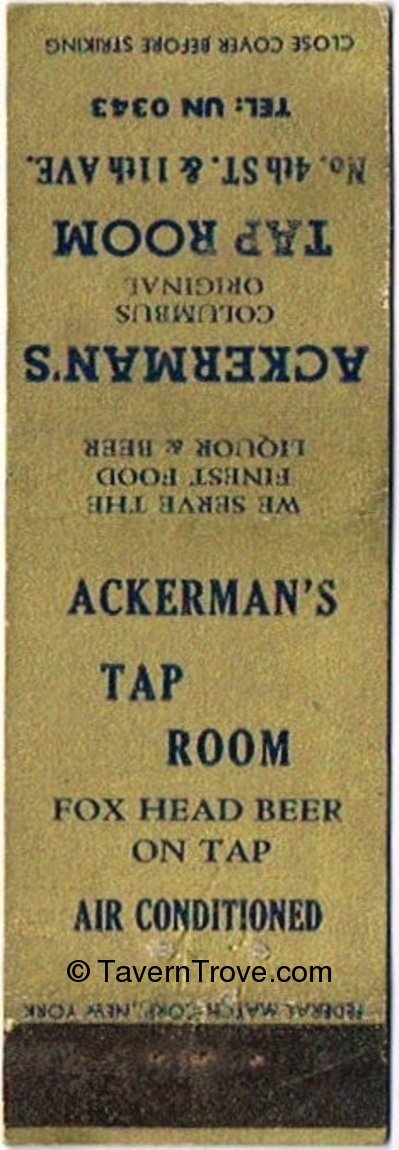 CLOSE COVER BEFORE STRIKING
TEL: UN 0343
No. 4th ST. & 11th AVE.
TAP ROOM
ORIGINAL
COLUMBUS
ACKERMAN'S
LIQUOR & BEER
FINEST FOOD
WE SERVE THE
ACKERMAN'S
TAP
ROOM
FOX HEAD BEER
ON TAP
AIR CONDITIONED
© TavernTrove.com
FEDERAL MATCH CORP., NEW YORK